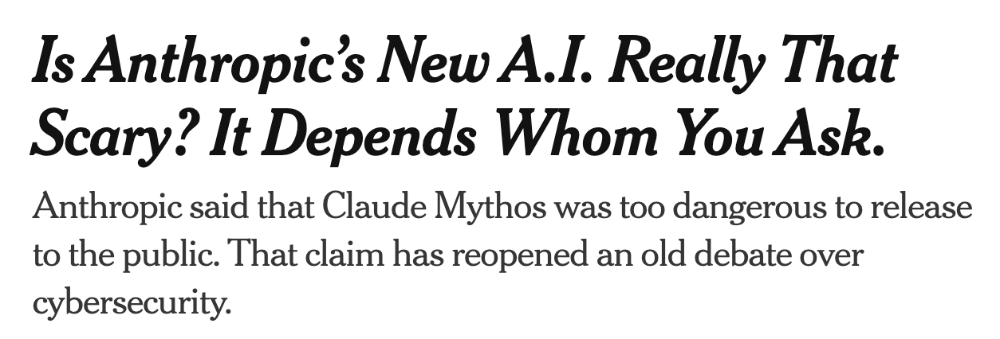 Is Anthropic’s New A.I. Really That
Scary? It Depends Whom You Ask.
Anthropic said that Claude Mythos was too dangerous to release
to the public. That claim has reopened an old debate over
cybersecurity.